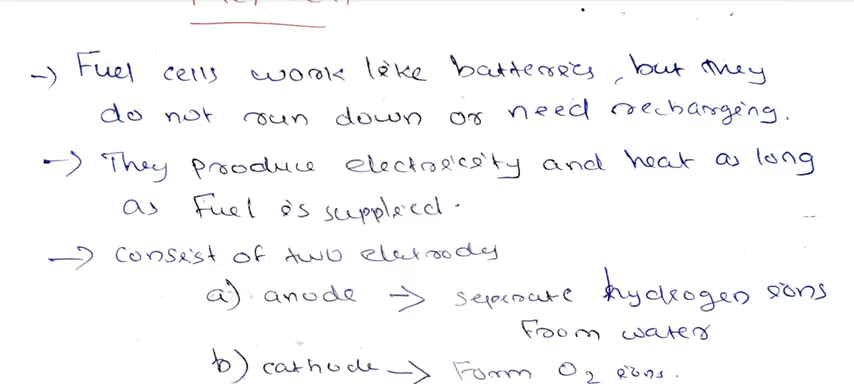 -> Fuel cells work like batteries, but they
do not run down or need recharging.
-> They produce electricity and heat as long
as Fuel is supplied.
-> Consist of two eletrodes
a) anode -> separate hydrogen ions
From water
b) cathode -> Form O2 ions.